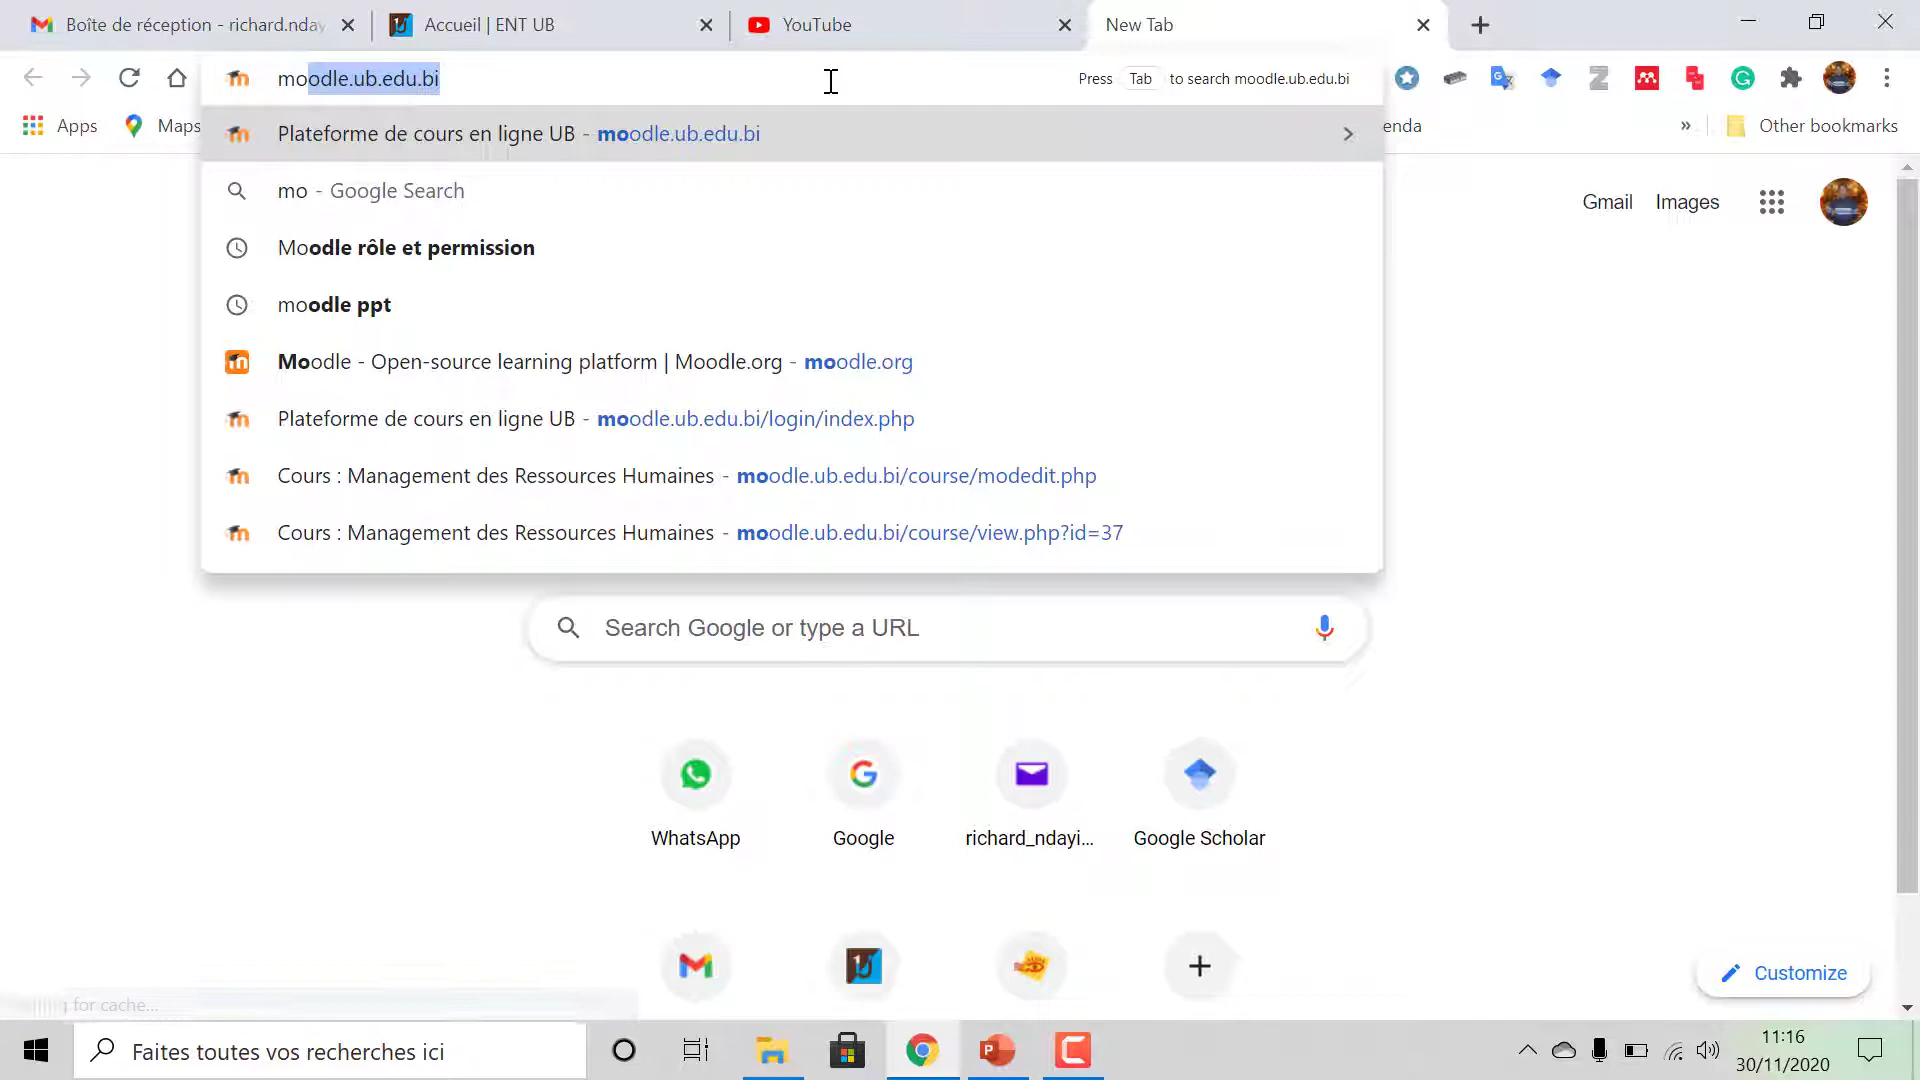 Boîte de réception - richard.nday
Accueil | ENT UB
YouTube
New Tab
moodle.ub.edu.bi
Press Tab to search moodle.ub.edu.bi
Apps
Maps
enda
»
Other bookmarks
Plateforme de cours en ligne UB - moodle.ub.edu.bi
mo - Google Search
Moodle rôle et permission
moodle ppt
Moodle - Open-source learning platform | Moodle.org - moodle.org
Plateforme de cours en ligne UB - moodle.ub.edu.bi/login/index.php
Cours : Management des Ressources Humaines - moodle.ub.edu.bi/course/modedit.php
Cours : Management des Ressources Humaines - moodle.ub.edu.bi/course/view.php?id=37
Gmail
Images
Search Google or type a URL
WhatsApp
Google
richard_ndayi...
Google Scholar
Customize
for cache...
Faites toutes vos recherches ici
11:16
30/11/2020